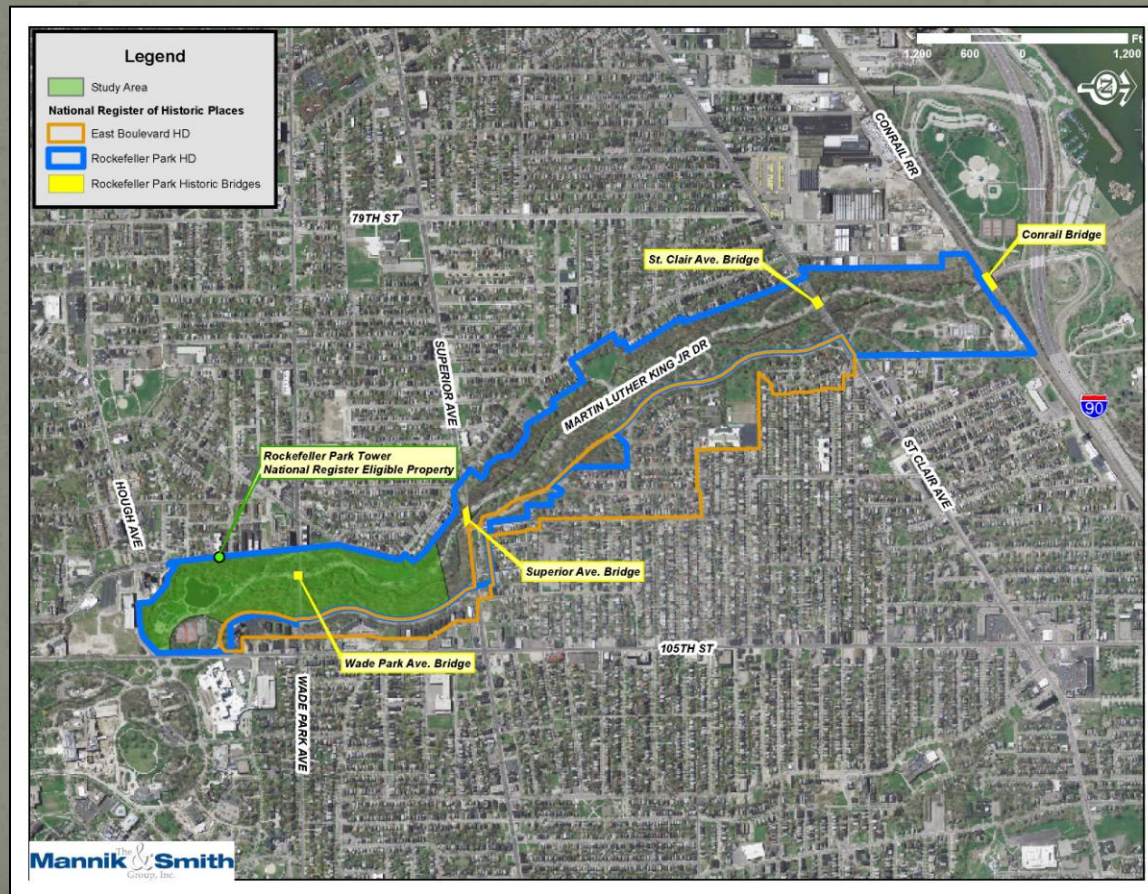 Legend
Study Area
National Register of Historic Places
East Boulevard HD
Rockefeller Park HD
Rockefeller Park Historic Bridges
1,200 600 0 1,200
Ft
N
CONRAIL RR
79TH ST
Conrail Bridge
St. Clair Ave. Bridge
SUPERIOR AVE
MARTIN LUTHER KING JR DR
90
Rockefeller Park Tower
National Register Eligible Property
HOUGH AVE
ST CLAIR AVE
Superior Ave. Bridge
Wade Park Ave. Bridge
105TH ST
WADE PARK AVE
The
Mannik & Smith
Group, Inc.